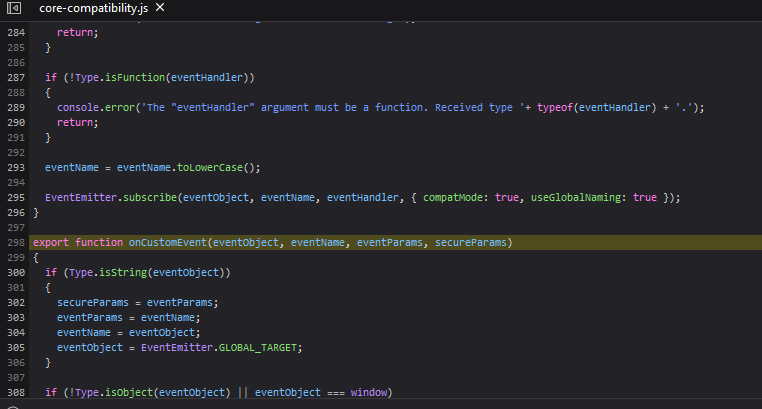 core-compatibility.js ×
284 return;
285 }
286
287 if (!Type.isFunction(eventHandler))
288 {
289 console.error('The "eventHandler" argument must be a function. Received type '+ typeof(eventHandler) + '.');
290 return;
291 }
292
293 eventName = eventName.toLowerCase();
294
295 EventEmitter.subscribe(eventObject, eventName, eventHandler, { compatMode: true, useGlobalNaming: true });
296 }
297
298 export function onCustomEvent(eventObject, eventName, eventParams, secureParams)
299 {
300 if (Type.isString(eventObject))
301 {
302 secureParams = eventParams;
303 eventParams = eventName;
304 eventName = eventObject;
305 eventObject = EventEmitter.GLOBAL_TARGET;
306 }
307
308 if (!Type.isObject(eventObject) || eventObject === window)